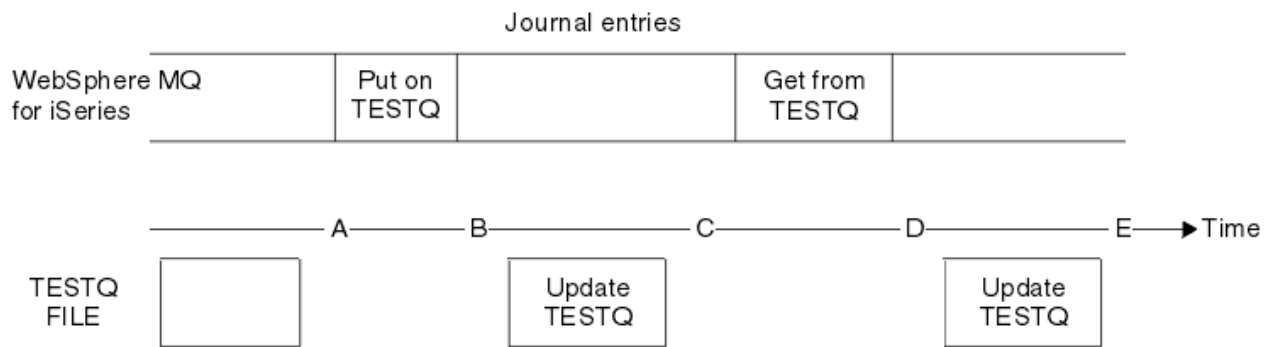 Journal entries
WebSphere MQ
for iSeries
Put on
TESTQ
Get from
TESTQ
A B C D E Time
TESTQ
FILE
Update
TESTQ
Update
TESTQ